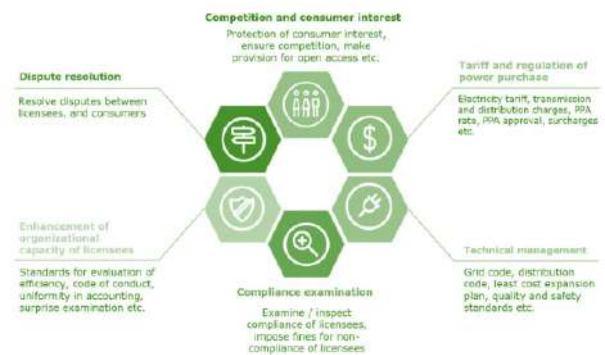 Competition and consumer interest
Protection of consumer interest,
ensure competition, make
provision for open access etc.
Dispute resolution
Resolve disputes between
licensees, and consumers
Tariff and regulation of
power purchase
Electricity tariff, transmission
and distribution charges, PPA
rate, PPA approval, surcharges
etc.
Enhancement of
organizational
capacity of licensees
Standards for evaluation of
efficiency, code of conduct,
uniformity in accounting,
surprise examination etc.
Technical management
Grid code, distribution
code, least cost expansion
plan, quality and safety
standards etc.
Compliance examination
Examine / inspect
compliance of licensees,
impose fines for non-
compliance of licensees